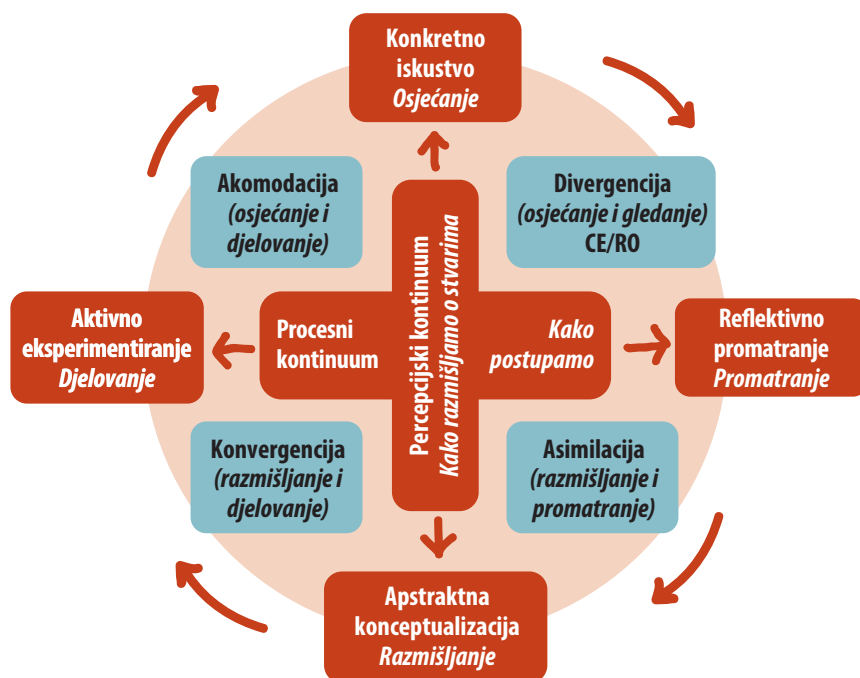 Konkretno
iskustvo
Osjećanje
Akomodacija
(osjećanje i
djelovanje)
Divergencija
(osjećanje i gledanje)
CE/RO
Aktivno
eksperimentiranje
Djelovanje
Procesni
kontinuum
Percepcijski kontinuum
Kako razmišljamo o stvarima
Kako
postupamo
Reflektivno
promatranje
Promatranje
Konvergencija
(razmišljanje i
djelovanje)
Asimilacija
(razmišljanje i
promatranje)
Apstraktna
konceptualizacija
Razmišljanje